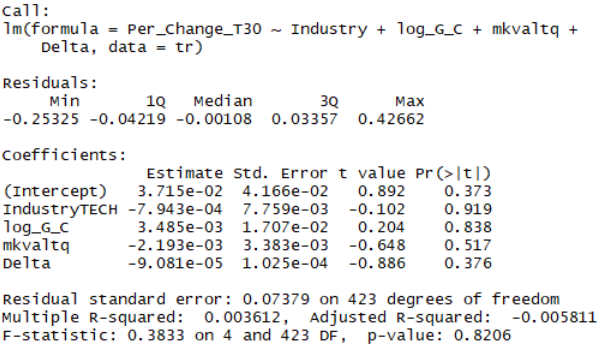 Call:
lm(formula = Per_Change_T30 ~ Industry + log_G_C + mkvaltq +
    Delta, data = tr)
Residuals:
     Min       1Q   Median       3Q      Max
-0.25325 -0.04219 -0.00108  0.03357  0.42662
Coefficients:
              Estimate Std. Error t value Pr(>|t|)
(Intercept)   3.715e-02  4.166e-02   0.892    0.373
IndustryTECH -7.943e-04  7.759e-03  -0.102    0.919
log_G_C       3.485e-03  1.707e-02   0.204    0.838
mkvaltq      -2.193e-03  3.383e-03  -0.648    0.517
Delta        -9.081e-05  1.025e-04  -0.886    0.376
Residual standard error: 0.07379 on 423 degrees of freedom
Multiple R-squared:  0.003612,  Adjusted R-squared:  -0.005811
F-statistic: 0.3833 on 4 and 423 DF,  p-value: 0.8206